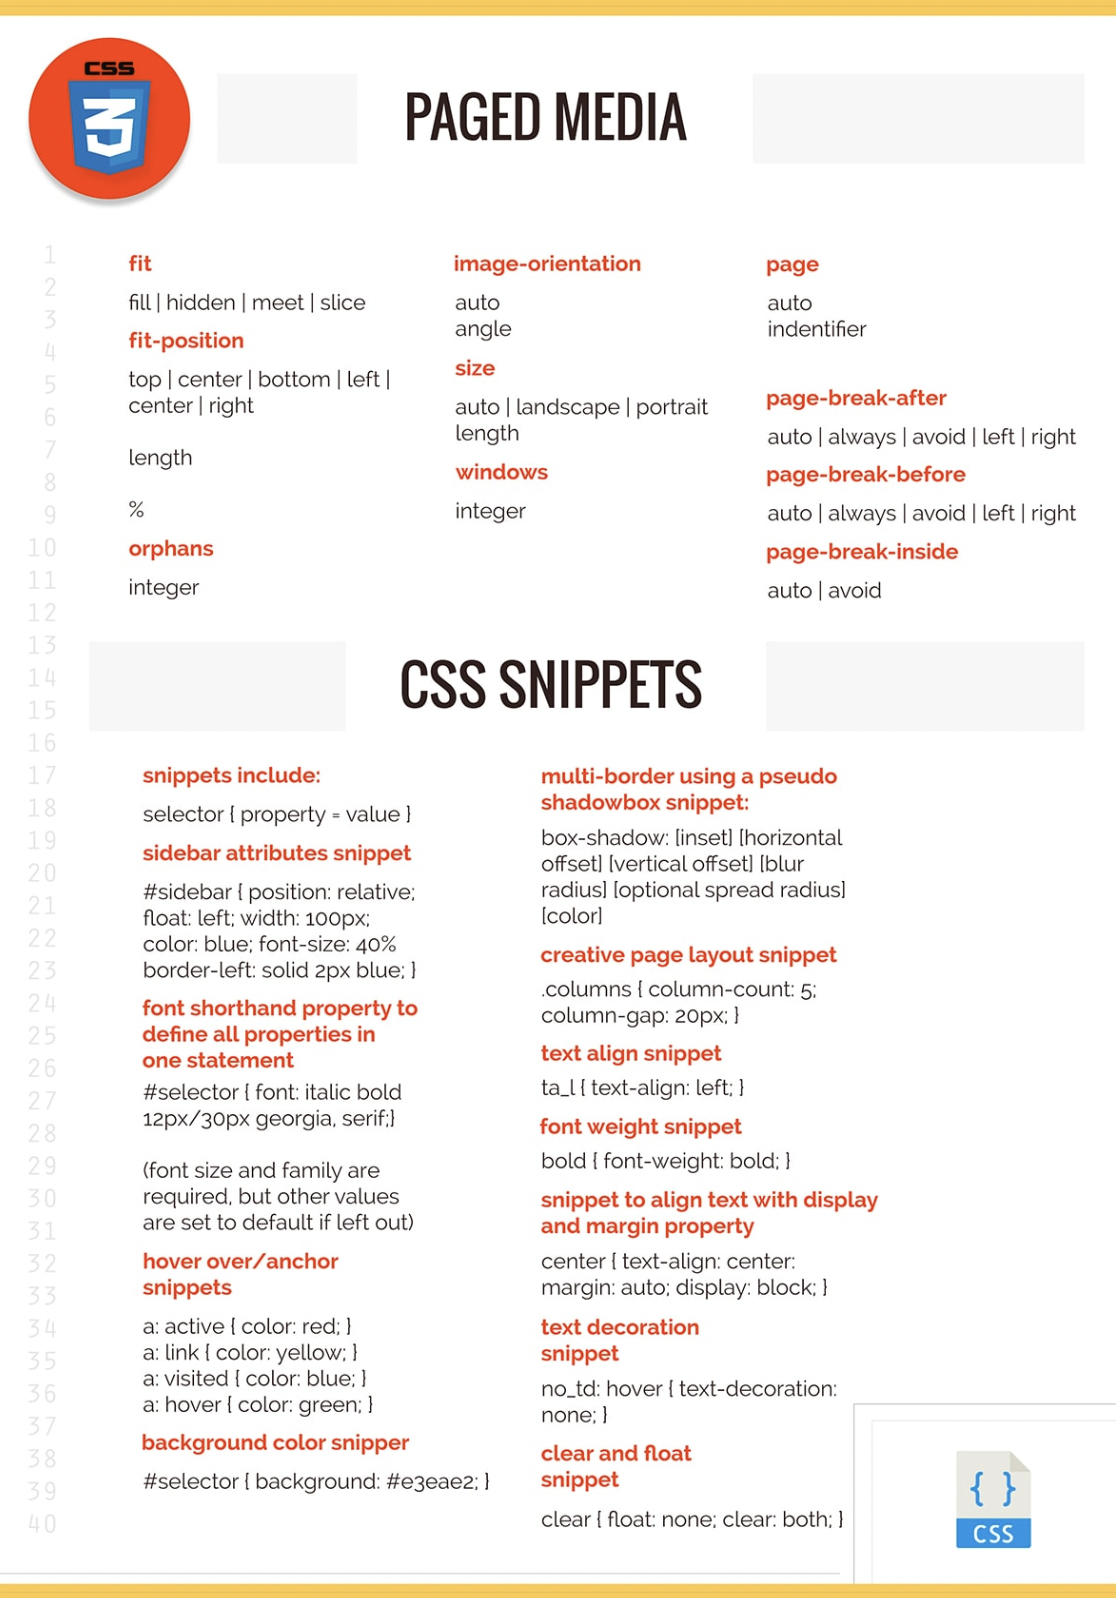 CSS
3
PAGED MEDIA
1
2
3
4
5
6
7
8
9
10
11
12
13
14
15
16
17
18
19
20
21
22
23
24
25
26
27
28
29
30
31
32
33
34
35
36
37
38
39
40
fit
fill | hidden | meet | slice
fit-position
top | center | bottom | left |
center | right
length
%
orphans
integer
image-orientation
auto
angle
size
auto | landscape | portrait
length
windows
integer
page
auto
indentifier
page-break-after
auto | always | avoid | left | right
page-break-before
auto | always | avoid | left | right
page-break-inside
auto | avoid
CSS SNIPPETS
snippets include:
selector { property = value }
sidebar attributes snippet
#sidebar { position: relative;
float: left; width: 100px;
color: blue; font-size: 40%
border-left: solid 2px blue; }
font shorthand property to
define all properties in
one statement
#selector { font: italic bold
12px/30px georgia, serif;}
(font size and family are
required, but other values
are set to default if left out)
hover over/anchor
snippets
a: active { color: red; }
a: link { color: yellow; }
a: visited { color: blue; }
a: hover { color: green; }
background color snipper
#selector { background: #e3eae2; }
multi-border using a pseudo
shadowbox snippet:
box-shadow: [inset] [horizontal
offset] [vertical offset] [blur
radius] [optional spread radius]
[color]
creative page layout snippet
.columns { column-count: 5;
column-gap: 20px; }
text align snippet
ta_l { text-align: left; }
font weight snippet
bold { font-weight: bold; }
snippet to align text with display
and margin property
center { text-align: center:
margin: auto; display: block; }
text decoration
snippet
no_td: hover { text-decoration:
none; }
clear and float
snippet
clear { float: none; clear: both; }
{ }
CSS